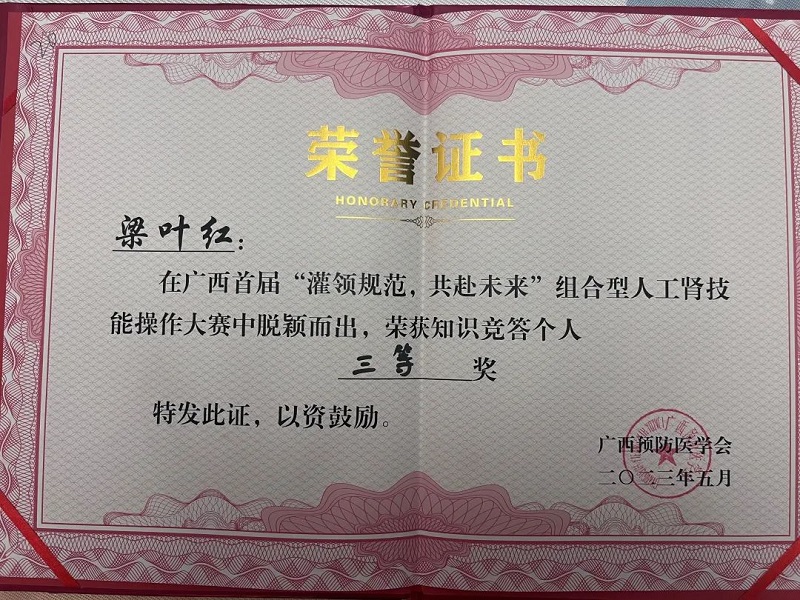 荣誉证书
HONORARY CREDENTIAL
梁叶红：
在广西首届“灌领规范，共赴未来”组合型人工肾技
能操作大赛中脱颖而出，荣获知识竞答个人
三等奖
特发此证，以资鼓励。
广西预防医学会
二〇二三年五月